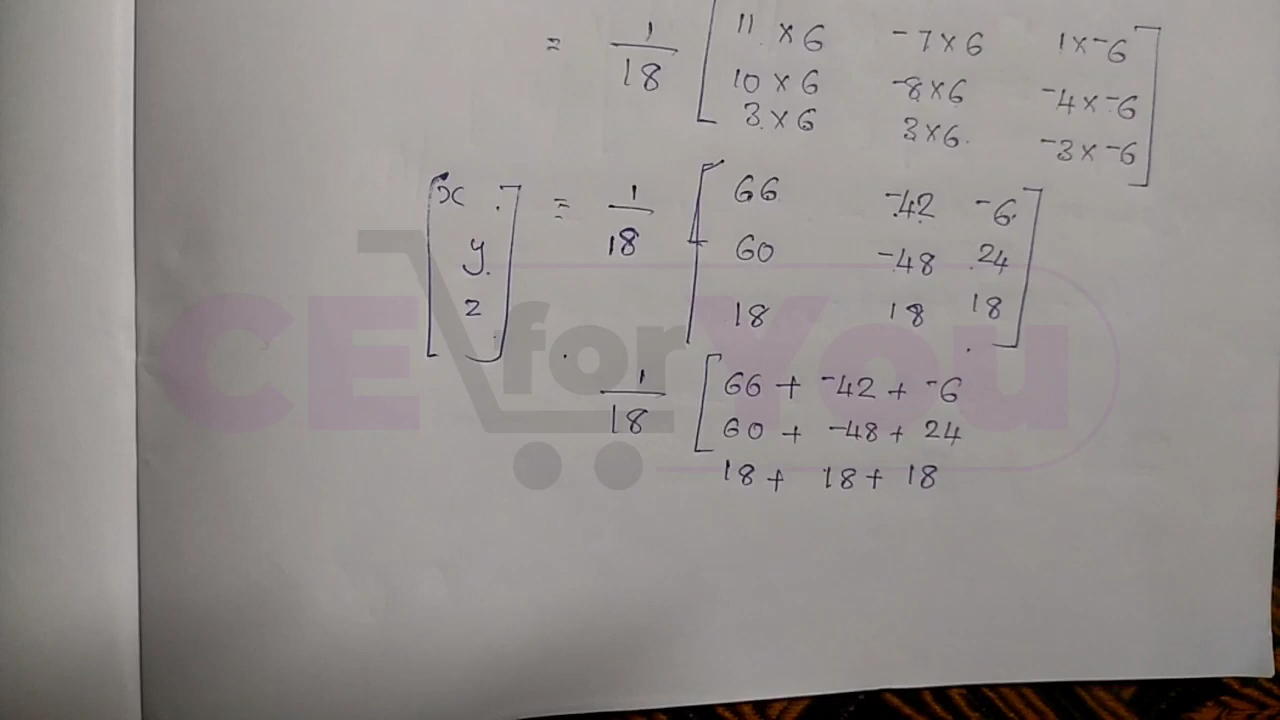 = 1/18 [ 11 × 6 -7 × 6 1 × -6
10 × 6 -8 × 6 -4 × -6
3 × 6 3 × 6 -3 × -6 ]
[ x y z ] = 1/18 [ 66 -42 -6
60 -48 24
18 18 18 ]
1/18 [ 66 + -42 + -6
60 + -48 + 24
18 + 18 + 18
CE for You